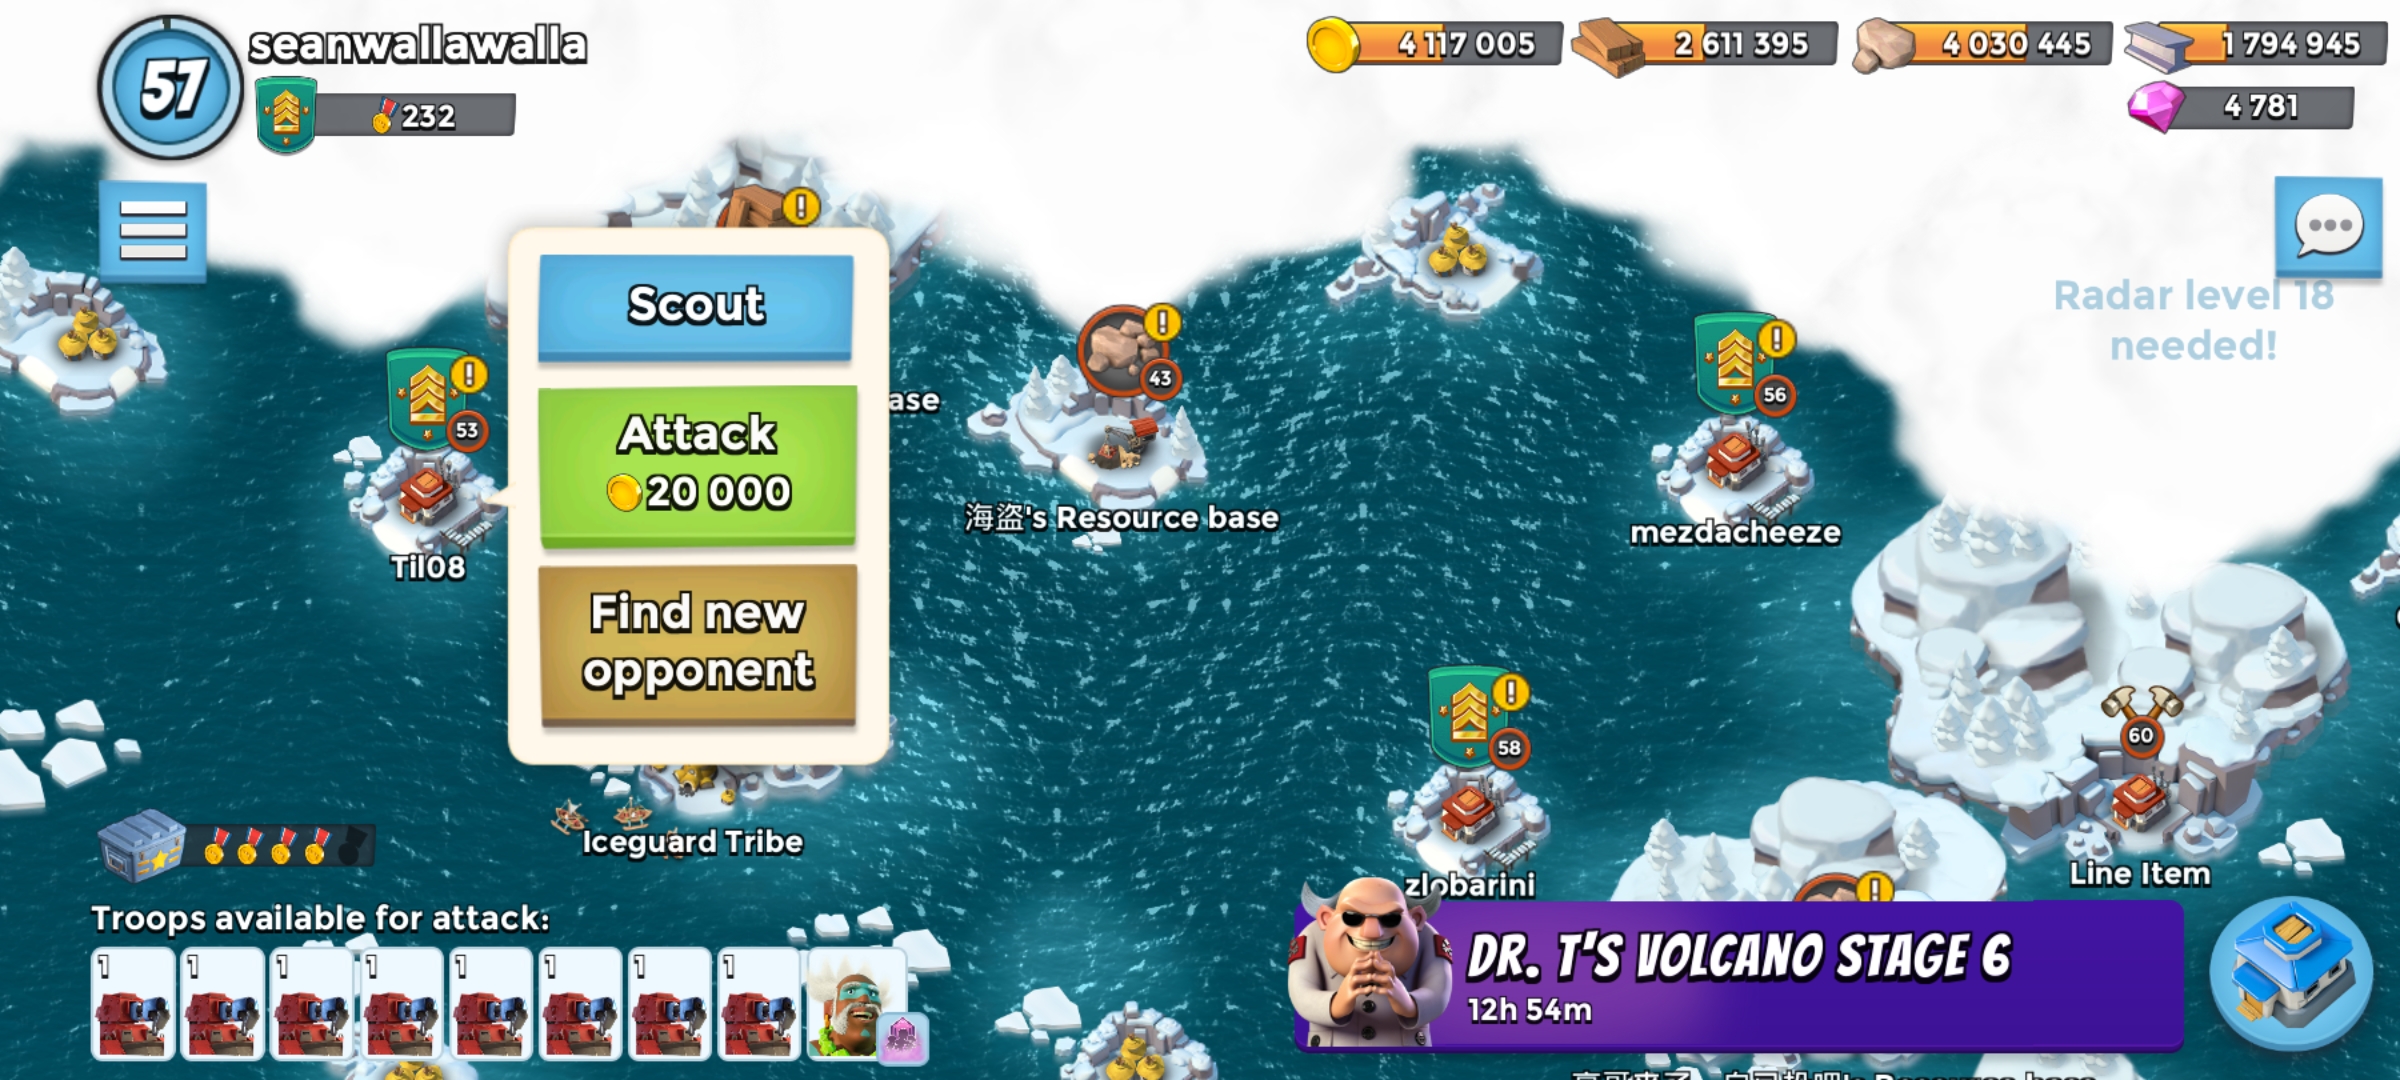 57
seanwallawalla
232
4 117 005
2 611 395
4 030 445
1 794 945
4 781
Radar level 18
needed!
Scout
Attack
20 000
Find new
opponent
ase
53
Til08
43
海盗's Resource base
56
mezdacheeze
58
zlobarini
60
Line Item
Iceguard Tribe
Troops available for attack:
1 1 1 1 1 1 1 1
DR. T'S VOLCANO STAGE 6
12h 54m